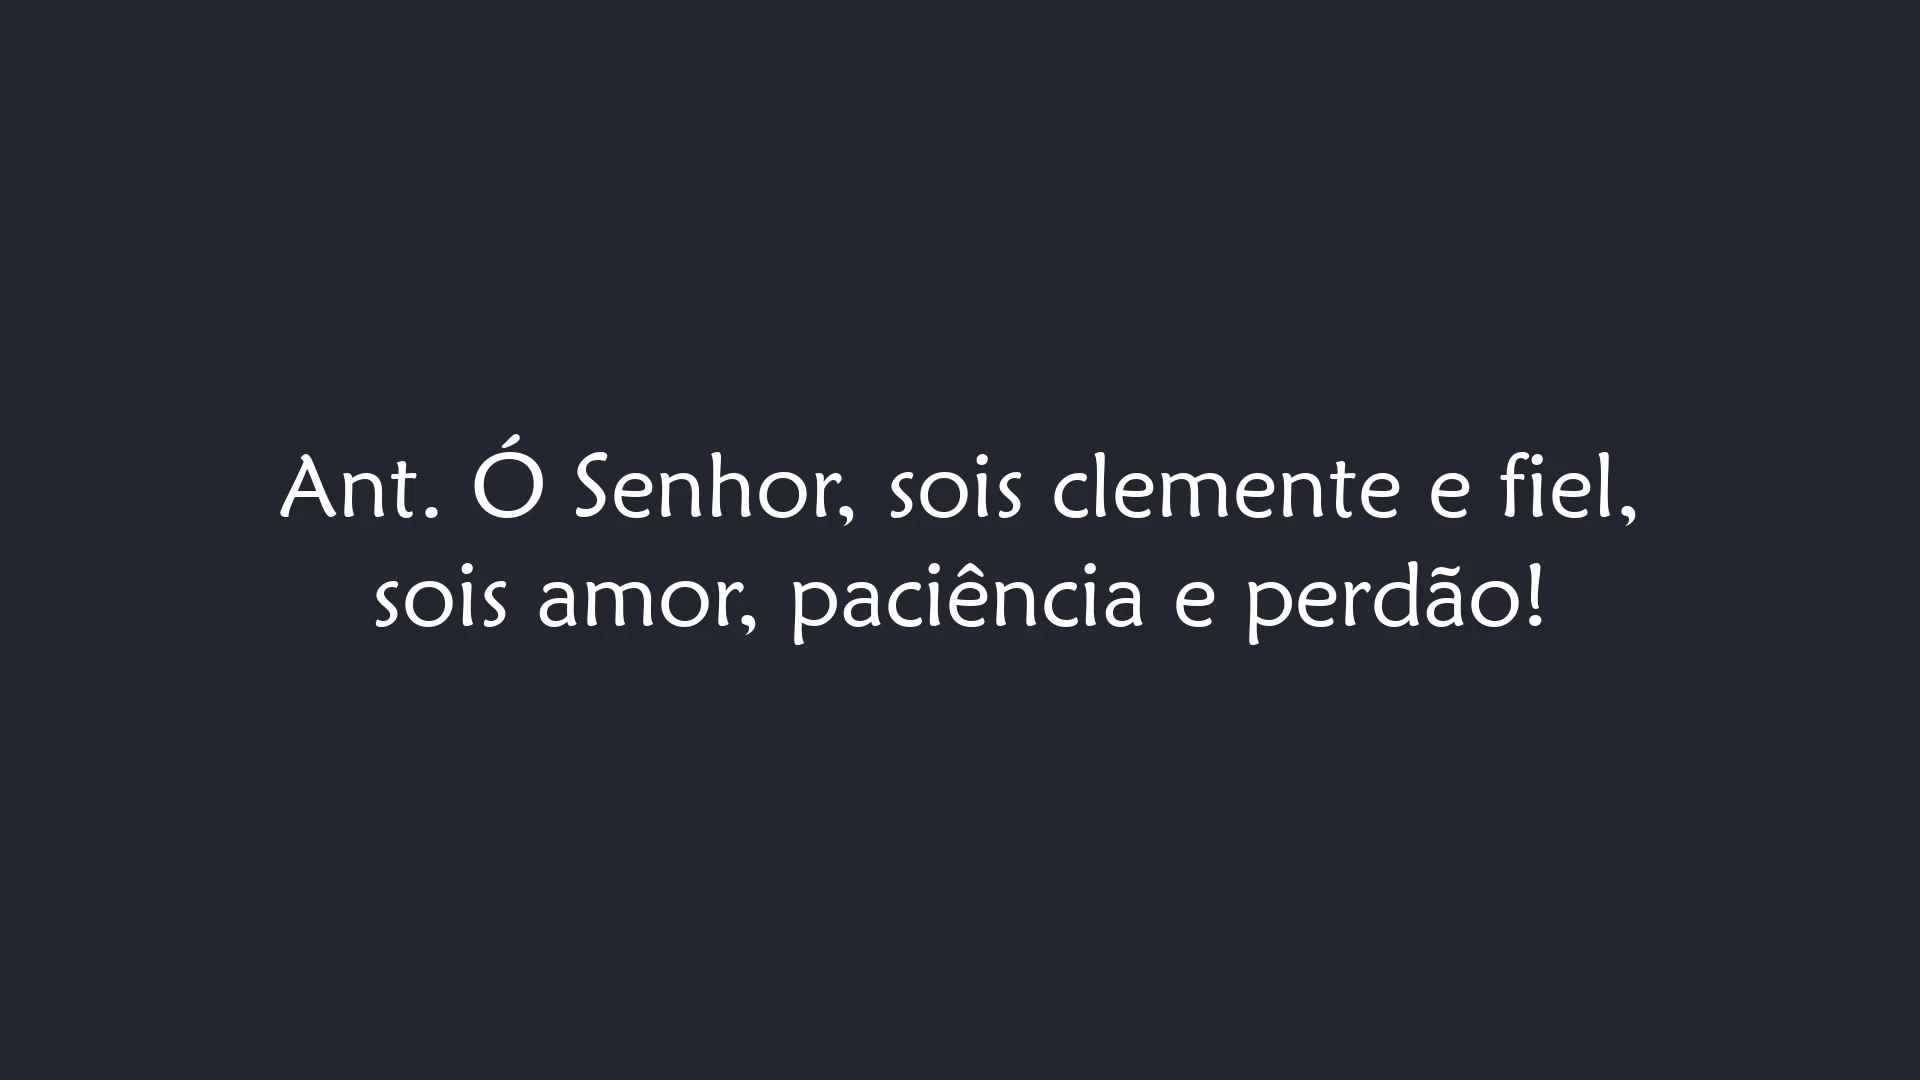 Ant. Ó Senhor, sois clemente e fiel,
sois amor, paciência e perdão!